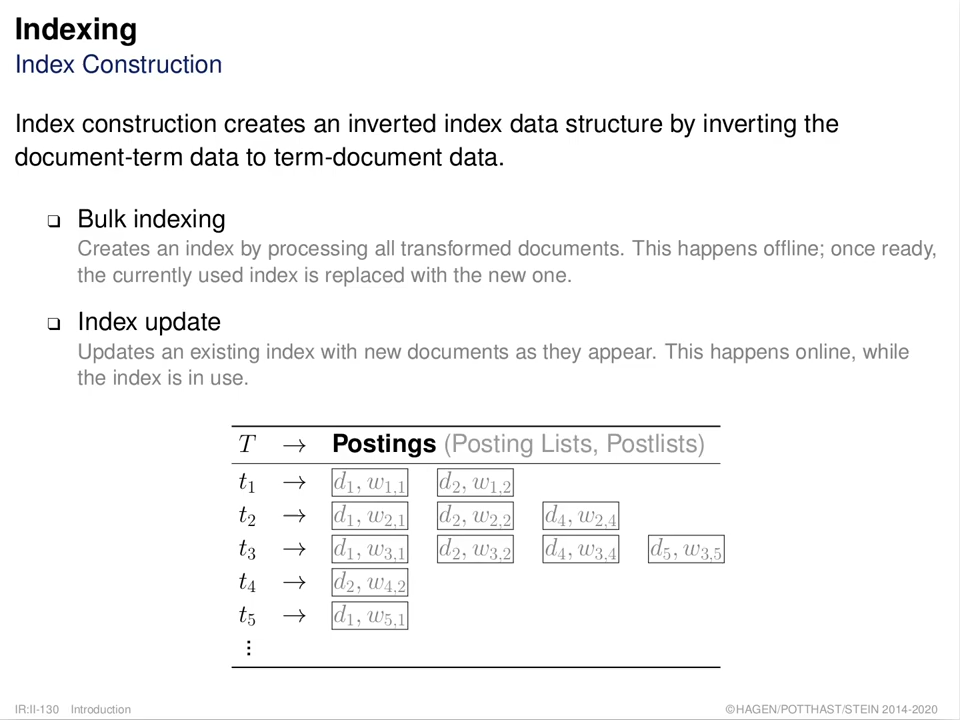 Indexing
Index Construction
Index construction creates an inverted index data structure by inverting the
document-term data to term-document data.
❑ Bulk indexing
Creates an index by processing all transformed documents. This happens offline; once ready,
the currently used index is replaced with the new one.
❑ Index update
Updates an existing index with new documents as they appear. This happens online, while
the index is in use.
T → Postings (Posting Lists, Postlists)
t₁ → d₁, w₁,₁ d₂, w₁,₂
t₂ → d₁, w₂,₁ d₂, w₂,₂ d₄, w₂,₄
t₃ → d₁, w₃,₁ d₂, w₃,₂ d₄, w₃,₄ d₅, w₃,₅
t₄ → d₂, w₄,₂
t₅ → d₁, w₅,₁
⋮
IR:II-130 Introduction ©HAGEN/POTTHAST/STEIN 2014-2020